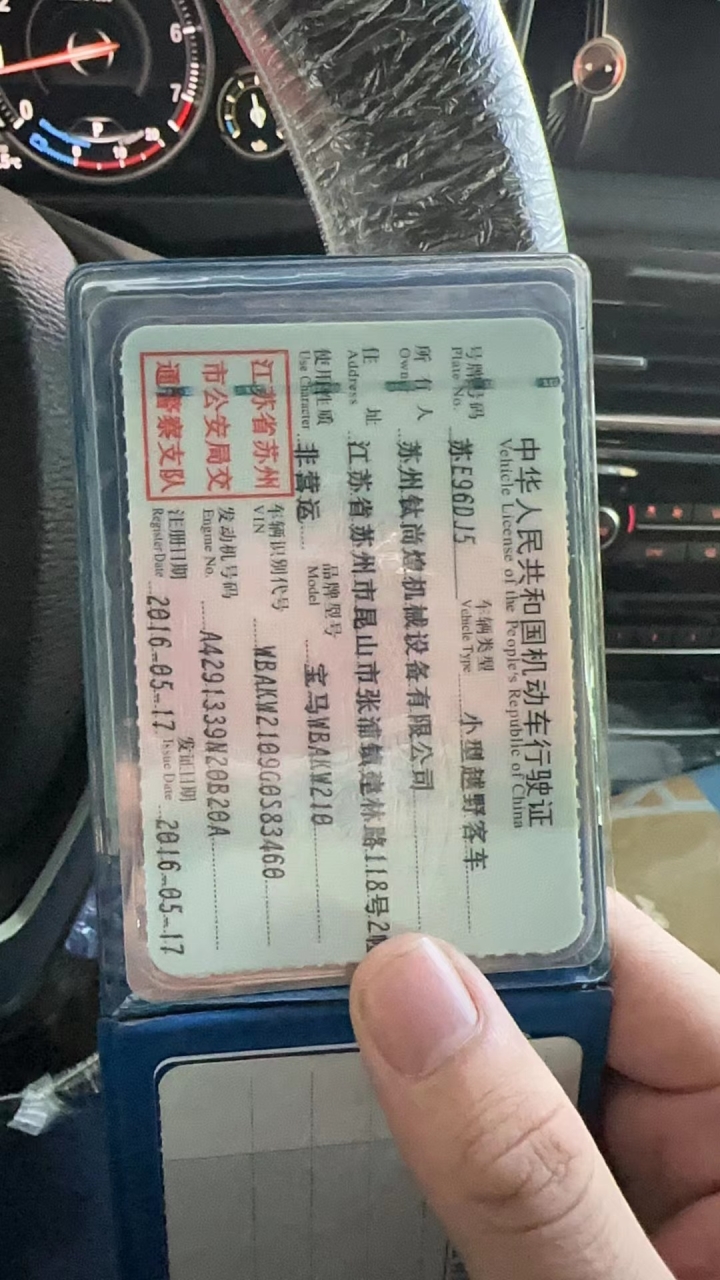 中华人民共和国机动车行驶证
Vehicle License of the People's Republic of China
号牌号码 苏E96DJ5 车辆类型 小型越野客车
Plate No. Vehicle Type
所有人 苏州钛尚煌机械设备有限公司
Owner
住址 江苏省苏州市昆山市张浦镇建林路118号2
Address
使用性质 非营运 品牌型号 宝马WBAKW210
Use Character Model
江苏省苏州
市公安局交
通警察支队
车辆识别代号 WBAKW2109G0S83460
VIN
发动机号码 A4291339N20B20A
Engine No.
注册日期 2016-05-17 发证日期 2016-05-17
Register Date Issue Date
6
7
0
P